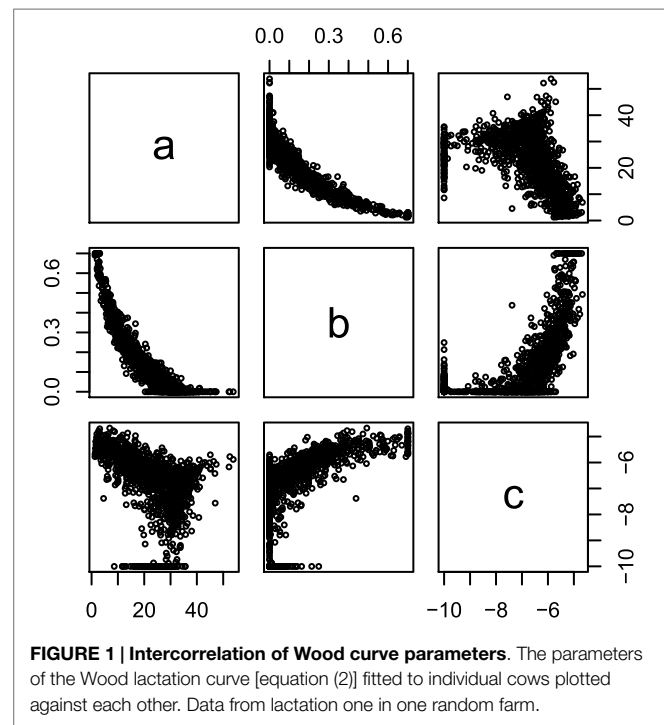 0.0 0.3 0.6
a
0 20 40
0.0 0.3 0.6
b
c
−10 −8 −6
0 20 40
−10 −8 −6
FIGURE 1 | Intercorrelation of Wood curve parameters. The parameters
of the Wood lactation curve [equation (2)] fitted to individual cows plotted
against each other. Data from lactation one in one random farm.